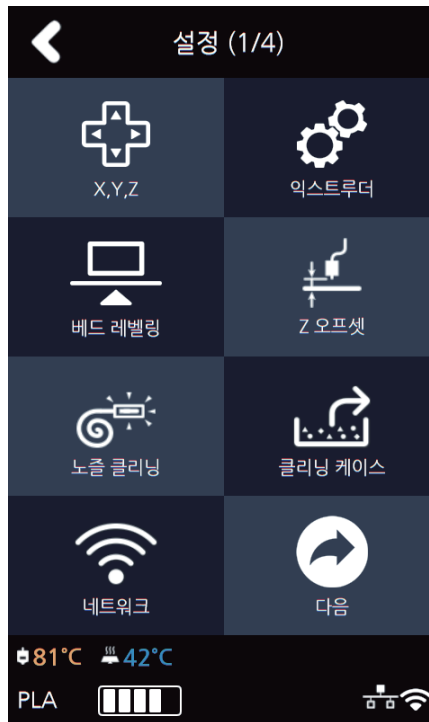 설정 (1/4)
X,Y,Z
익스트루더
베드 레벨링
Z 오프셋
노즐 클리닝
클리닝 케이스
네트워크
다음
81°C 42°C
PLA